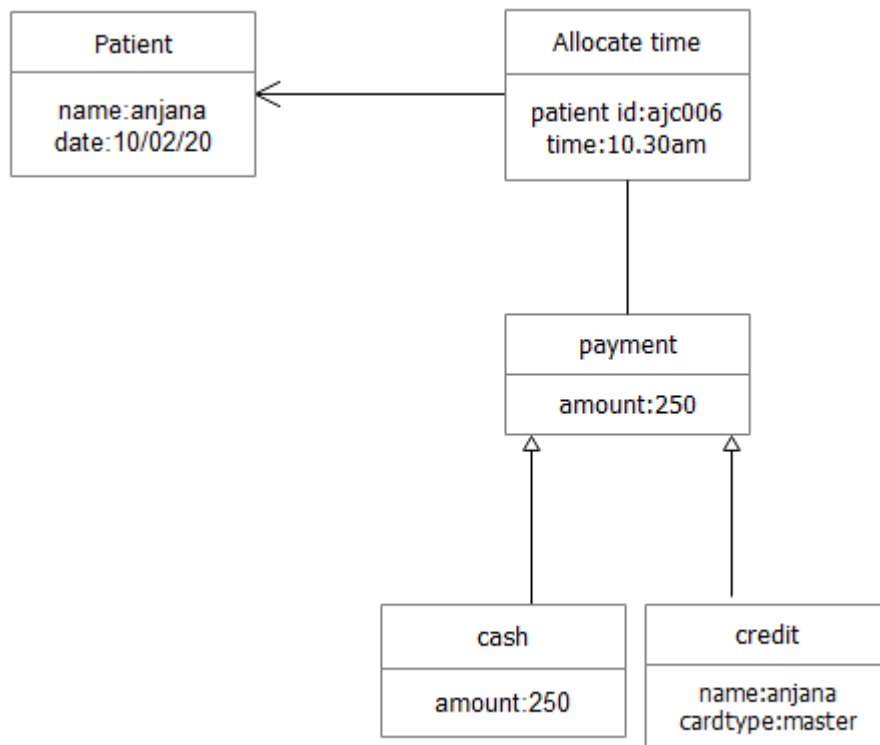 Patient
name:anjana
date:10/02/20
Allocate time
patient id:ajc006
time:10.30am
payment
amount:250
cash
amount:250
credit
name:anjana
cardtype:master